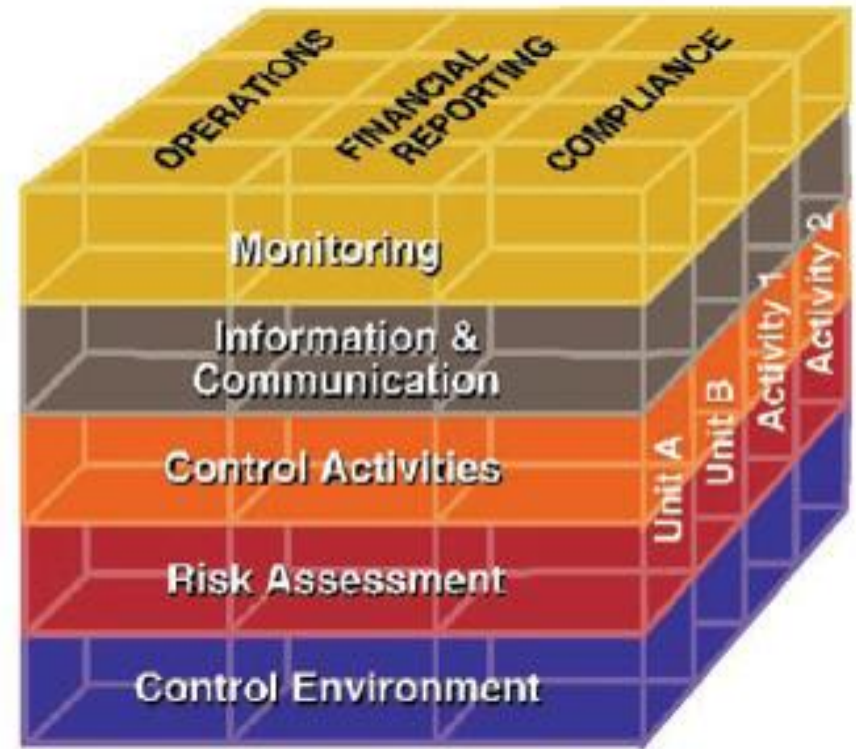 OPERATIONS
FINANCIAL
REPORTING
COMPLIANCE
Monitoring
Information &
Communication
Control Activities
Risk Assessment
Control Environment
Unit A
Unit B
Activity 1
Activity 2